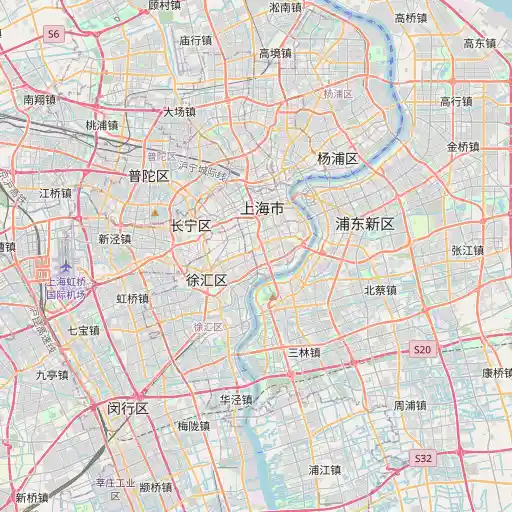 顾村镇
淞南镇
高桥镇
S6
庙行镇
高境镇
高东镇
南翔镇
大场镇
杨浦区
高行镇
桃浦镇
普陀区
沪宁城际线
杨浦区
金桥镇
普陀区
江桥镇
上海市
长宁区
浦东新区
新泾镇
张江镇
上海虹桥
国际机场
徐汇区
北蔡镇
虹桥镇
七宝镇
徐汇区
三林镇
S20
九亭镇
康桥镇
闵行区
华泾镇
周浦镇
梅陇镇
S32
浦江镇
莘庄工业
区
颛桥镇
新桥镇